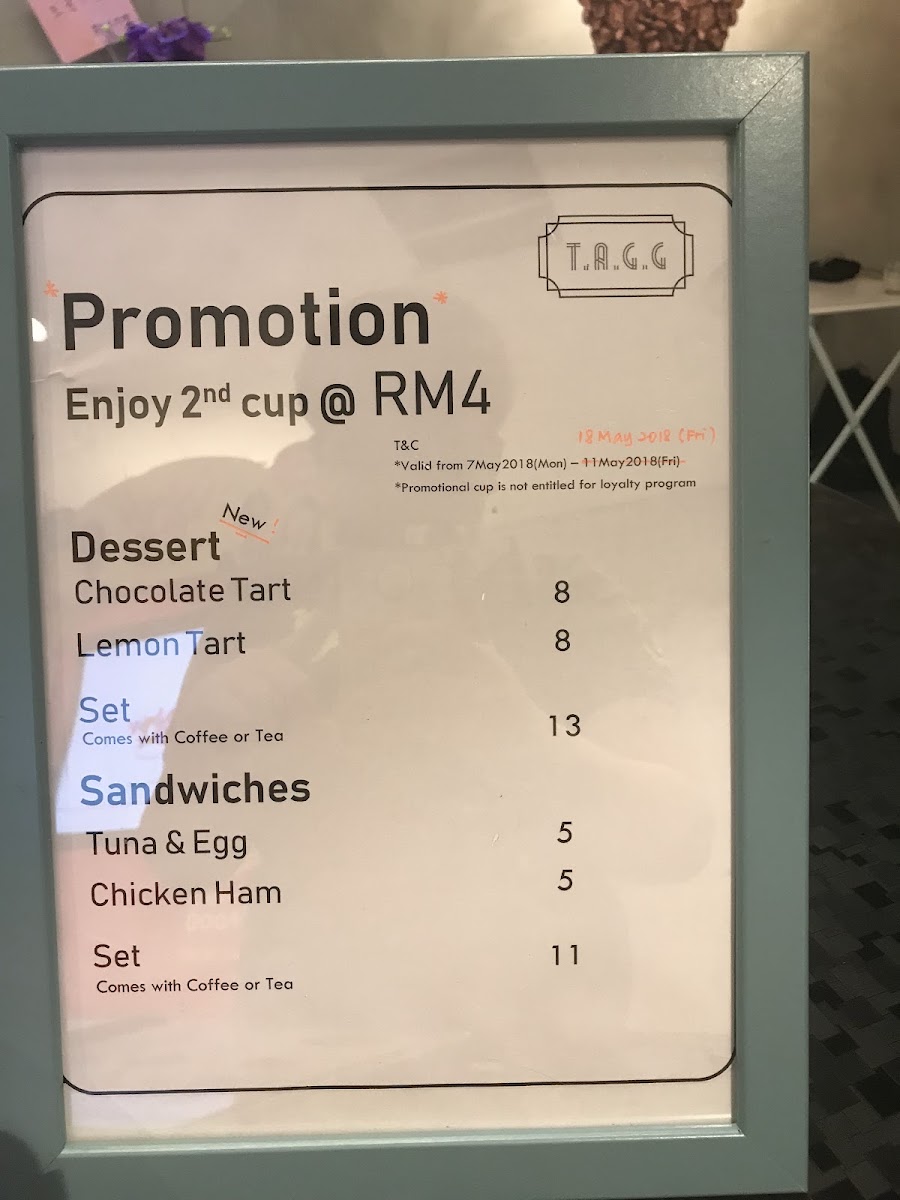 T.A.G.G
*Promotion*
Enjoy 2nd cup @ RM4
T&C
18 May 2018 (Fri)
*Valid from 7May2018(Mon) – 11May2018(Fri)
*Promotional cup is not entitled for loyalty program
New!
Dessert
Chocolate Tart 8
Lemon Tart 8
Set 13
Comes with Coffee or Tea
Sandwiches
Tuna & Egg 5
Chicken Ham 5
Set 11
Comes with Coffee or Tea